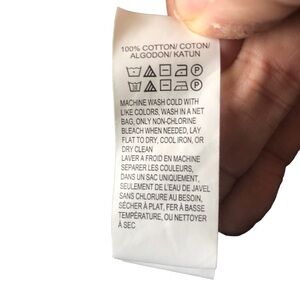 100% COTTON/ COTON/
ALGODON/ KATUN
MACHINE WASH COLD WITH
LIKE COLORS, WASH IN A NET
BAG, ONLY NON-CHLORINE
BLEACH WHEN NEEDED, LAY
FLAT TO DRY, COOL IRON, OR
DRY CLEAN
LAVER A FROID EN MACHINE
SEPARER LES COULEURS,
DANS UN SAC UNIQUEMENT,
SEULEMENT DE L'EAU DE JAVEL
SANS CHLORURE AU BESOIN,
SÉCHER À PLAT, FER À BASSE
TEMPÉRATURE, OU NETTOYER
À SEC